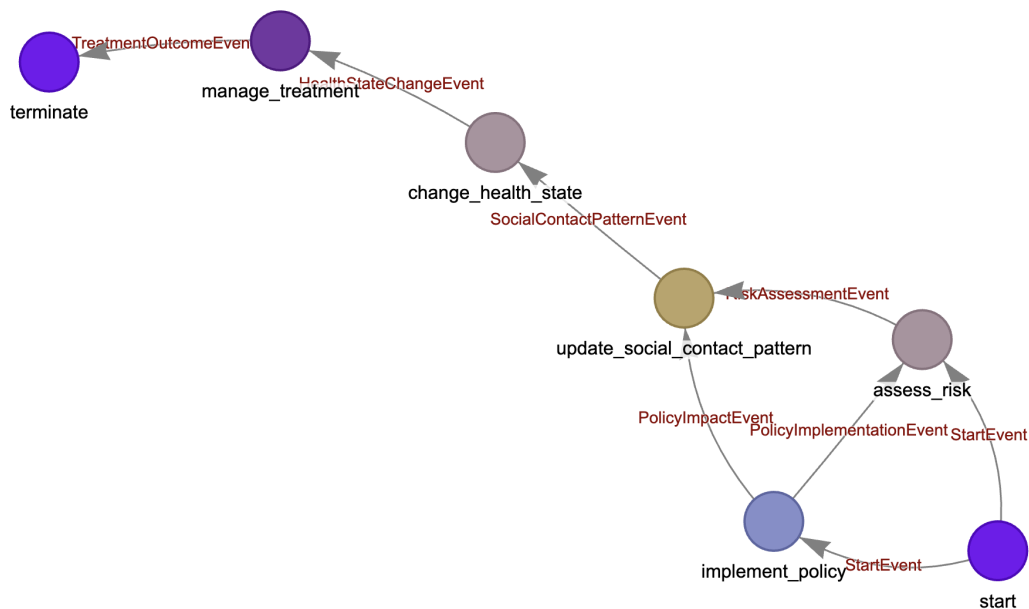 TreatmentOutcomeEven
terminate
manage_treatment
HealthStateChangeEvent
change_health_state
SocialContactPatternEvent
RiskAssessmentEvent
update_social_contact_pattern
assess_risk
PolicyImpactEvent
PolicyImplementationEvent
StartEvent
implement_policy
StartEvent
start